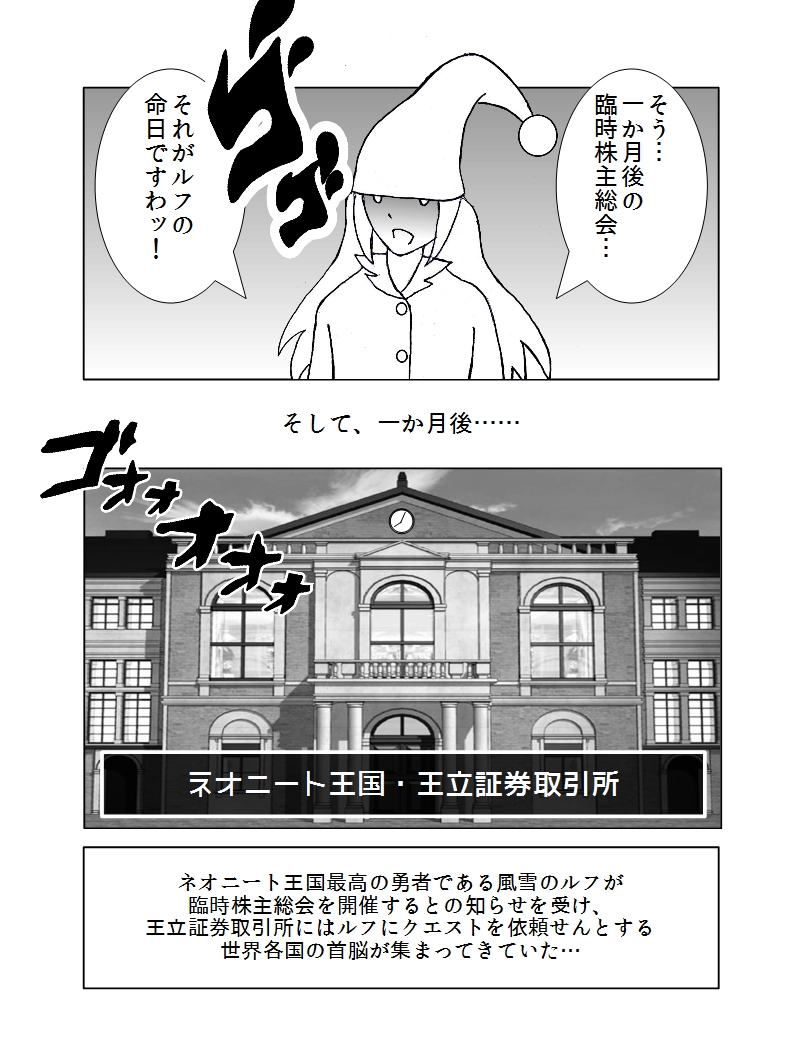 そう…
一か月後の
臨時株主総会…
ゴゴゴ
それがルフの
命日ですわッ！
そして、一か月後……
ゴォォオォォォ
ネオニート王国・王立証券取引所
ネオニート王国最高の勇者である風雪のルフが
臨時株主総会を開催するとの知らせを受け、
王立証券取引所にはルフにクエストを依頼せんとする
世界各国の首脳が集まってきていた…